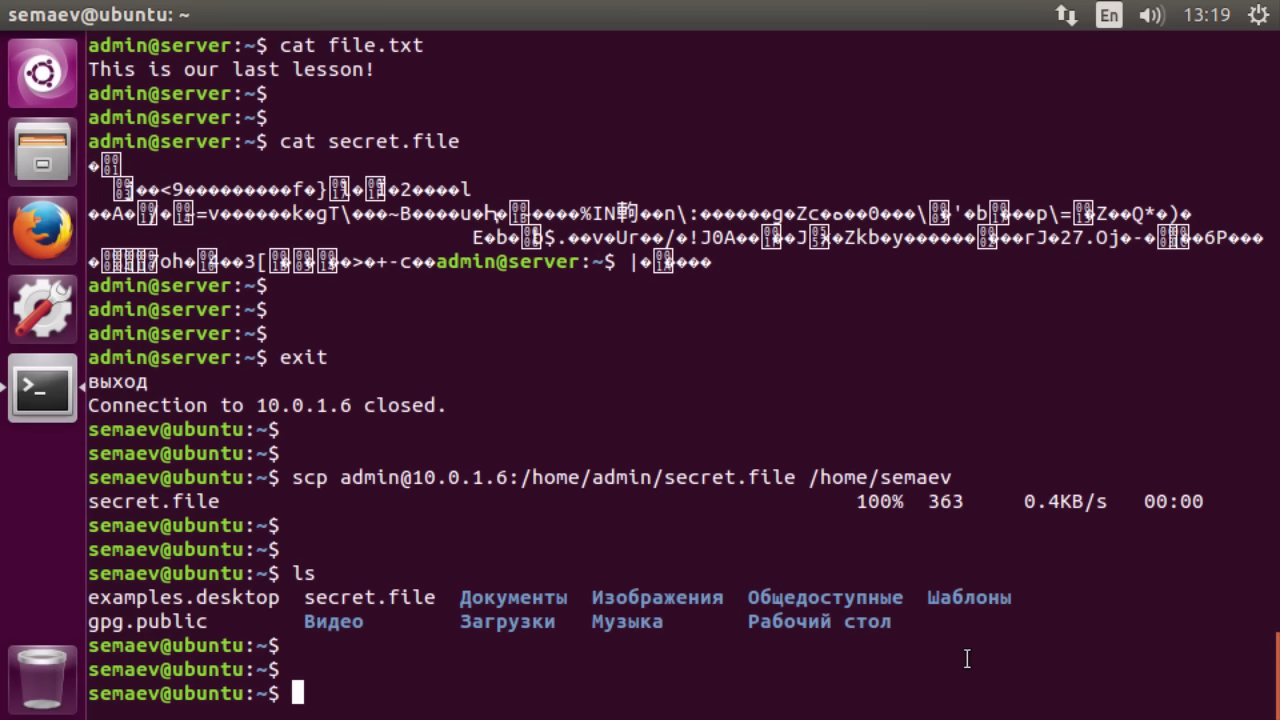 semaev@ubuntu: ~ En 13:19
admin@server:~$ cat file.txt
This is our last lesson!
admin@server:~$
admin@server:~$
admin@server:~$ cat secret.file
admin@server:~$
admin@server:~$
admin@server:~$
admin@server:~$
admin@server:~$ exit
выход
Connection to 10.0.1.6 closed.
semaev@ubuntu:~$
semaev@ubuntu:~$
semaev@ubuntu:~$ scp admin@10.0.1.6:/home/admin/secret.file /home/semaev
secret.file 100% 363 0.4KB/s 00:00
semaev@ubuntu:~$
semaev@ubuntu:~$
semaev@ubuntu:~$ ls
examples.desktop secret.file Документы Изображения Общедоступные Шаблоны
gpg.public Видео Загрузки Музыка Рабочий стол
semaev@ubuntu:~$
semaev@ubuntu:~$
semaev@ubuntu:~$